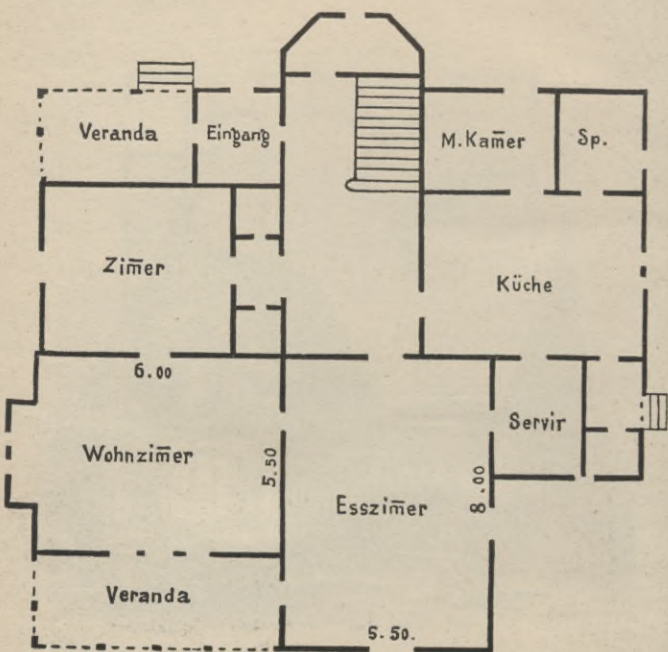 Veranda
Eingang
M. Kam̄er
Sp.
Zim̄er
Küche
6.00
Wohnzim̄er
5.50
Esszim̄er
8.00
Servir
Veranda
5.50.